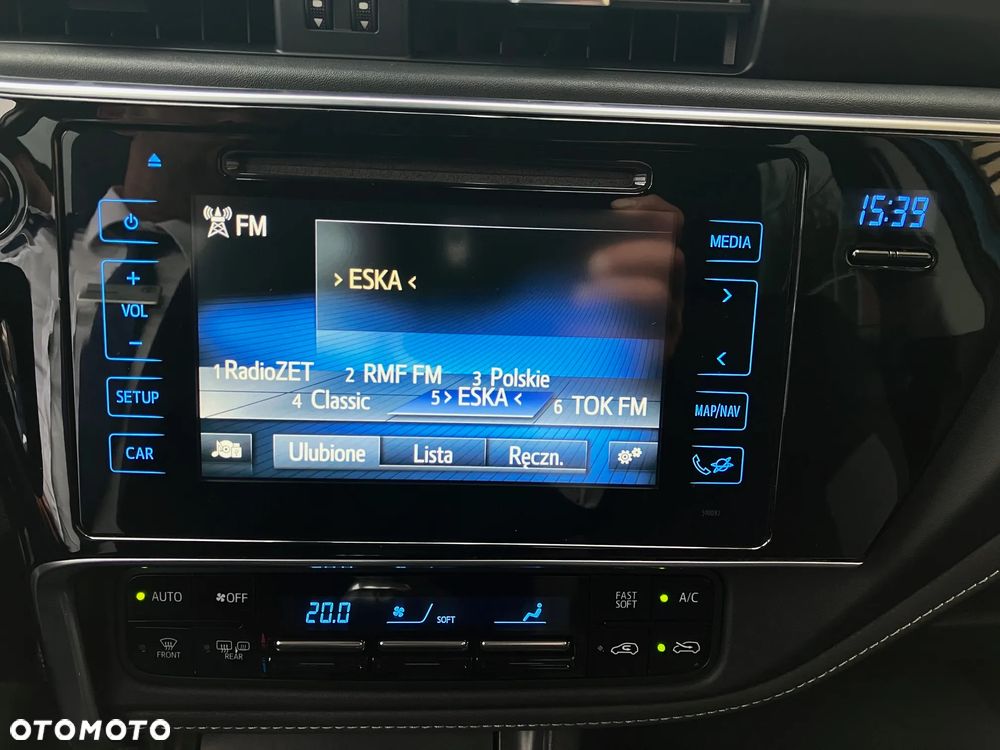 FM
15:39
> ESKA <
MEDIA
+
VOL
-
SETUP
CAR
1 RadioZET 2 RMF FM 3 Polskie
4 Classic 5 > ESKA < 6 TOK FM
MAP/NAV
Ulubione Lista Ręczn.
AUTO OFF 20.0 SOFT FAST SOFT A/C
FRONT REAR
OTOMOTO